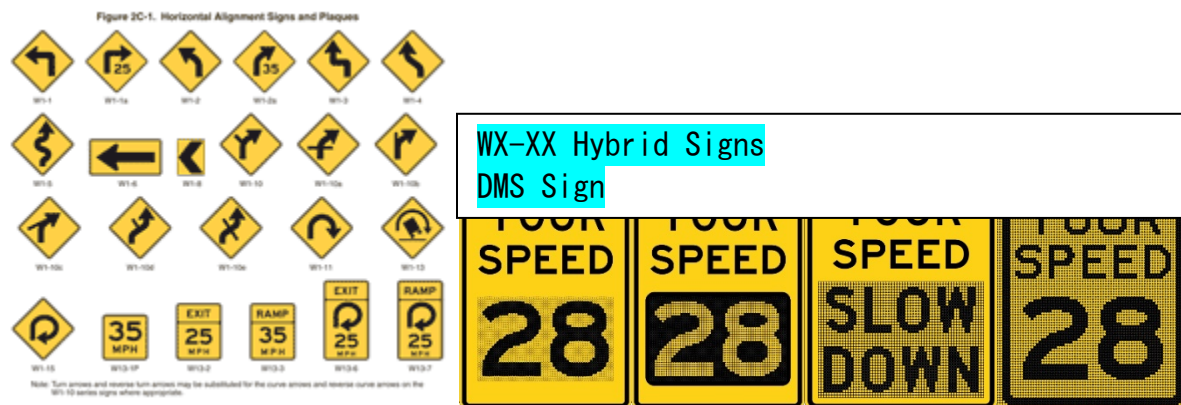 Figure 2C-1. Horizontal Alignment Signs and Plaques
25
35
W1-1 W1-1a W1-2 W1-2a W1-3 W1-4
W1-5 W1-6 W1-8 W1-10 W1-10a W1-10b
W1-10c W1-10d W1-10e W1-11 W1-13
35 MPH
EXIT 25 MPH
RAMP 35 MPH
EXIT 25 MPH
RAMP 25 MPH
W1-15 W13-1P W13-2 W13-3 W13-6 W13-7
Note: Turn arrows and reverse turn arrows may be substituted for the curve arrows and reverse curve arrows on the
W1-10 series signs where appropriate.
WX-XX Hybrid Signs
DMS Sign
YOUR
SPEED
28
YOUR
SPEED
28
YOUR
SPEED
SLOW
DOWN
YOUR
SPEED
28